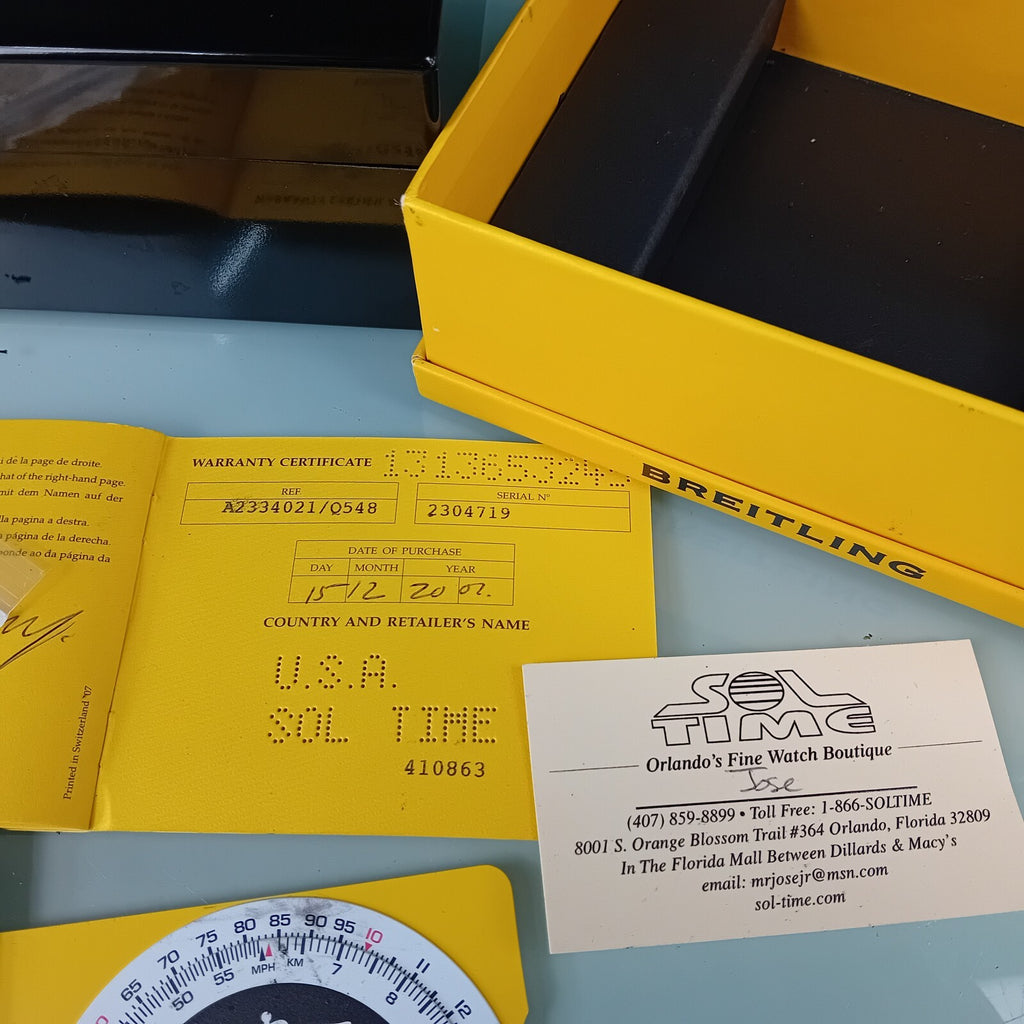 BREITLING
i de la page de droite.
hat of the right-hand page.
mit dem Namen auf der
lla pagina a destra.
a página de la derecha.
onde ao da página da
Printed in Switzerland '07
WARRANTY CERTIFICATE
REF
A2334021/Q548
SERIAL Nº
2304719
DATE OF PURCHASE
DAY MONTH YEAR
15 12 20 07.
COUNTRY AND RETAILER'S NAME
U.S.A.
SOL TIME
410863
SOL
TIME
Orlando's Fine Watch Boutique
Jose
(407) 859-8899 • Toll Free: 1-866-SOLTIME
8001 S. Orange Blossom Trail #364 Orlando, Florida 32809
In The Florida Mall Between Dillards & Macy's
email: mrjosejr@msn.com
sol-time.com
65 70 75 80 85 90 95 10 11 12
50 55 MPH KM 7 8